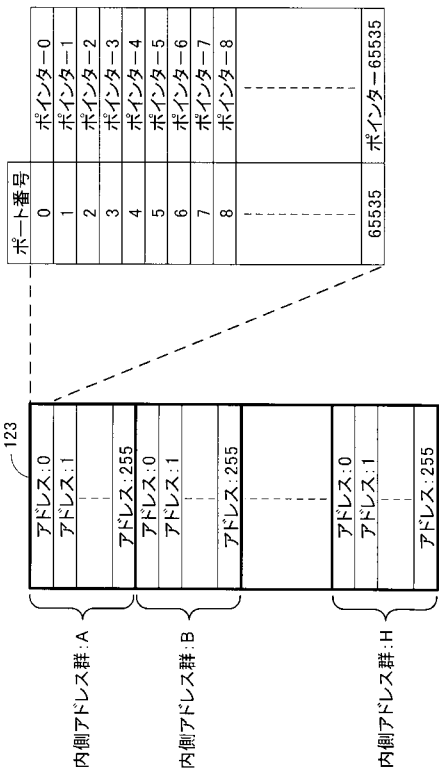 123
内側アドレス群:A
アドレス:0
アドレス:1
アドレス:255
内側アドレス群:B
アドレス:0
アドレス:1
アドレス:255
内側アドレス群:H
アドレス:0
アドレス:1
アドレス:255
ポート番号
0 ポインター0
1 ポインター1
2 ポインター2
3 ポインター3
4 ポインター4
5 ポインター5
6 ポインター6
7 ポインター7
8 ポインター8
65535 ポインター65535